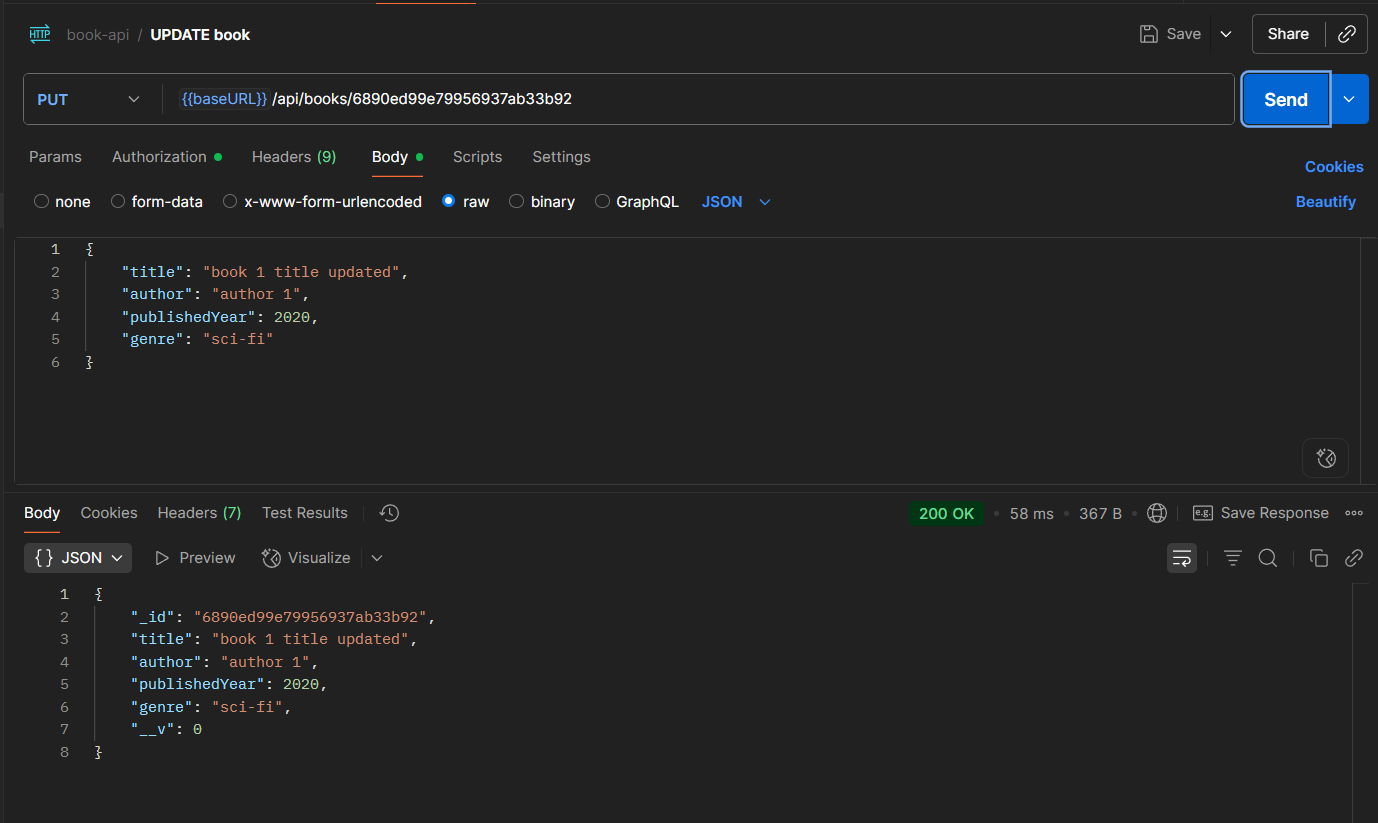 HTTP book-api / UPDATE book Save Share
PUT {{baseURL}} /api/books/6890ed99e79956937ab33b92 Send
Params Authorization Headers (9) Body Scripts Settings Cookies
none form-data x-www-form-urlencoded raw binary GraphQL JSON Beautify
1 {
2 "title": "book 1 title updated",
3 "author": "author 1",
4 "publishedYear": 2020,
5 "genre": "sci-fi"
6 }
Body Cookies Headers (7) Test Results 200 OK • 58 ms • 367 B • e.g. Save Response
{} JSON Preview Visualize
1 {
2 "_id": "6890ed99e79956937ab33b92",
3 "title": "book 1 title updated",
4 "author": "author 1",
5 "publishedYear": 2020,
6 "genre": "sci-fi",
7 "__v": 0
8 }